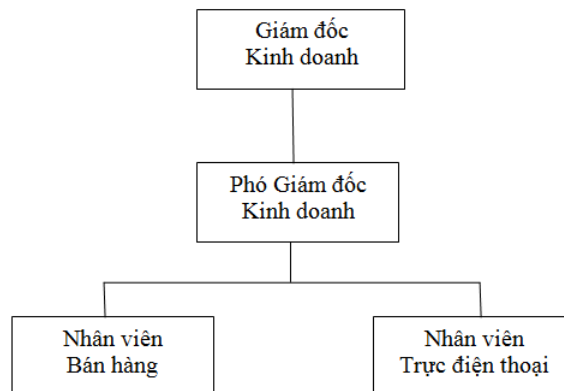 Giám đốc
Kinh doanh
Phó Giám đốc
Kinh doanh
Nhân viên
Bán hàng
Nhân viên
Trực điện thoại